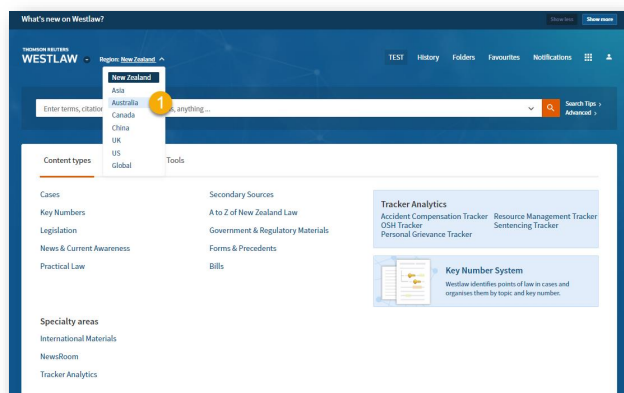 What's new on Westlaw?
Show less
Show more
THOMSON REUTERS
WESTLAW
Region: New Zealand
TEST
History
Folders
Favourites
Notifications
New Zealand
Asia
Australia
Canada
China
UK
US
Global
1
Enter terms, citation
s, anything ...
Search Tips >
Advanced >
Content types
Tools
Cases
Key Numbers
Legislation
News & Current Awareness
Practical Law
Secondary Sources
A to Z of New Zealand Law
Government & Regulatory Materials
Forms & Precedents
Bills
Tracker Analytics
Accident Compensation Tracker
Resource Management Tracker
OSH Tracker
Sentencing Tracker
Personal Grievance Tracker
Key Number System
Westlaw identifies points of law in cases and
organises them by topic and key number.
Specialty areas
International Materials
NewsRoom
Tracker Analytics